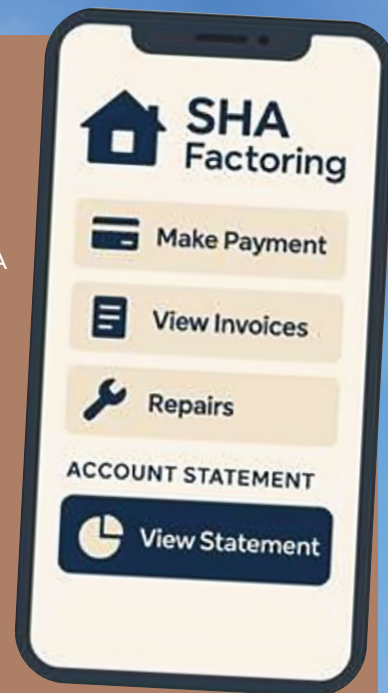 A
SHA
Factoring
Make Payment
View Invoices
Repairs
ACCOUNT STATEMENT
View Statement